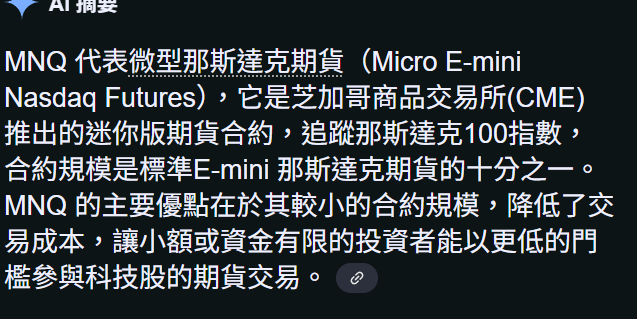 AI 摘要
MNQ 代表微型那斯達克期貨（Micro E-mini
Nasdaq Futures），它是芝加哥商品交易所(CME)
推出的迷你版期貨合約，追蹤那斯達克100指數，
合約規模是標準E-mini 那斯達克期貨的十分之一。
MNQ 的主要優點在於其較小的合約規模，降低了交
易成本，讓小額或資金有限的投資者能以更低的門
檻參與科技股的期貨交易。